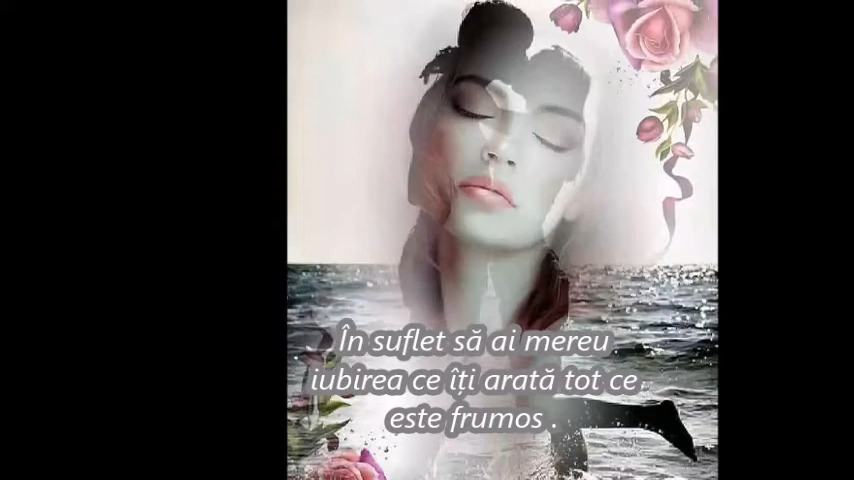 În suflet să ai mereu
iubirea ce îți arată tot ce
este frumos .